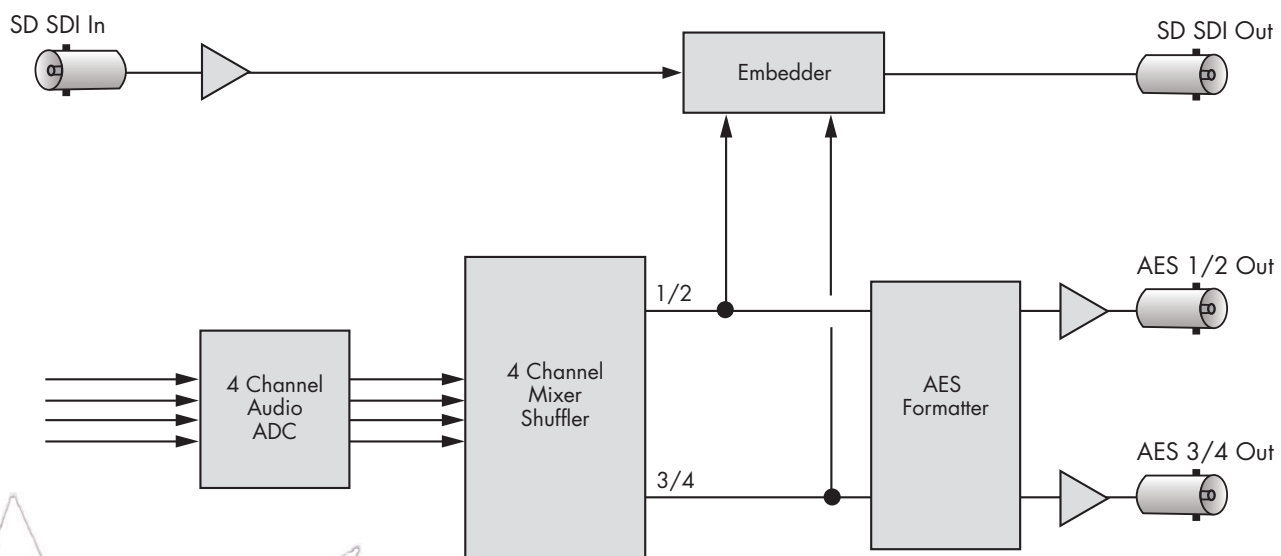 SD SDI In
SD SDI Out
Embedder
AES 1/2 Out
1/2
4 Channel
Audio
ADC
4 Channel
Mixer
Shuffler
AES
Formatter
3/4
AES 3/4 Out